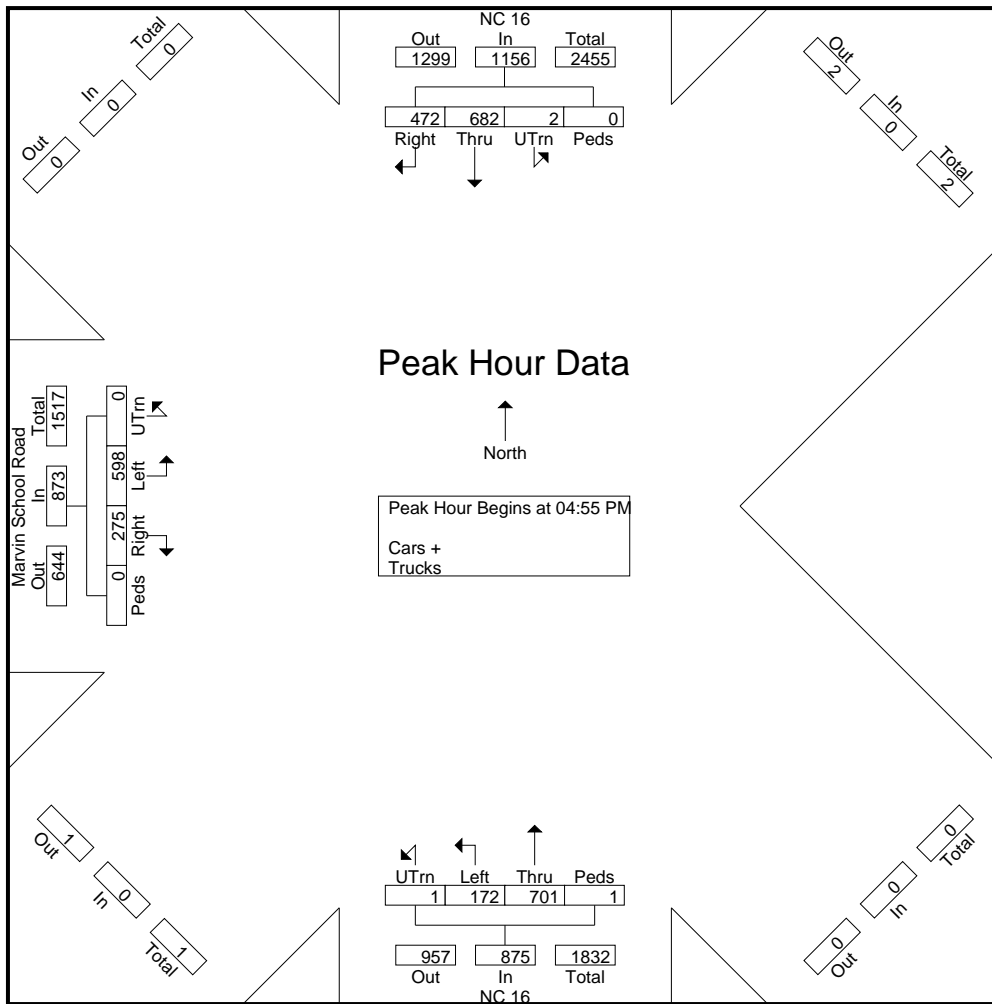 NC 16
Out In Total
1299 1156 2455
472 682 2 0
Right Thru UTrn Peds
Out In Total
0 0 0
Out In Total
2 0 2
Marvin School Road
Out In Total
644 873 1517
0 275 598 0
Peds Right Left UTrn
Peak Hour Data
North
Peak Hour Begins at 04:55 PM
Cars +
Trucks
UTrn Left Thru Peds
1 172 701 1
957 875 1832
Out In Total
NC 16
1 0 1
Out In Total
0 0 0
Out In Total